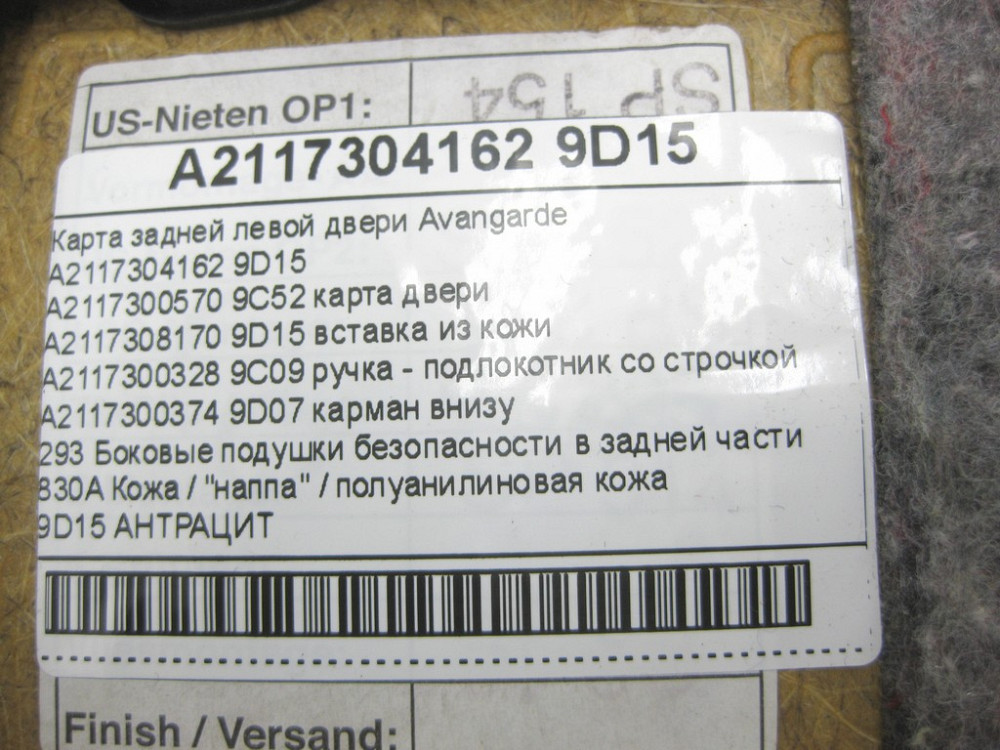 US-Nieten OP1:
SP 154
A2117304162 9D15
Карта задней левой двери Avangarde
A2117304162 9D15
A2117300570 9C52 карта двери
A2117308170 9D15 вставка из кожи
A2117300328 9C09 ручка - подлокотник со строчкой
A2117300374 9D07 карман внизу
293 Боковые подушки безопасности в задней части
830A Кожа / "наппа" / полуанилиновая кожа
9D15 АНТРАЦИТ
Finish / Versand: